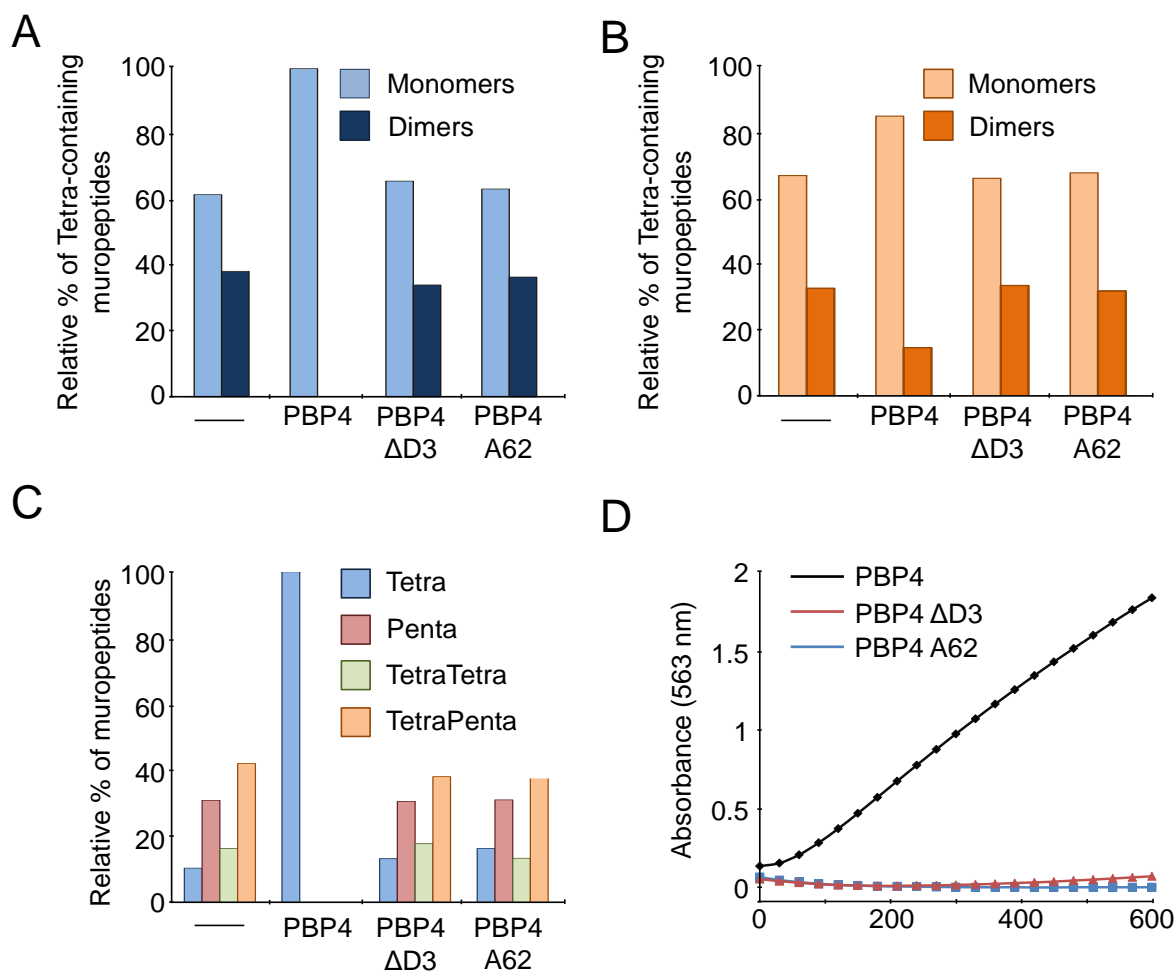 A
Relative % of Tetra-containing
muropeptides
100
80
60
40
20
0
Monomers
Dimers
PBP4
PBP4
ΔD3
PBP4
A62
B
Relative % of Tetra-containing
muropeptides
100
80
60
40
20
0
Monomers
Dimers
PBP4
PBP4
ΔD3
PBP4
A62
C
Relative % of muropeptides
100
80
60
40
20
0
Tetra
Penta
TetraTetra
TetraPenta
PBP4
PBP4
ΔD3
PBP4
A62
D
Absorbance (563 nm)
2
1.5
1
0.5
0
PBP4
PBP4 ΔD3
PBP4 A62
0
200
400
600